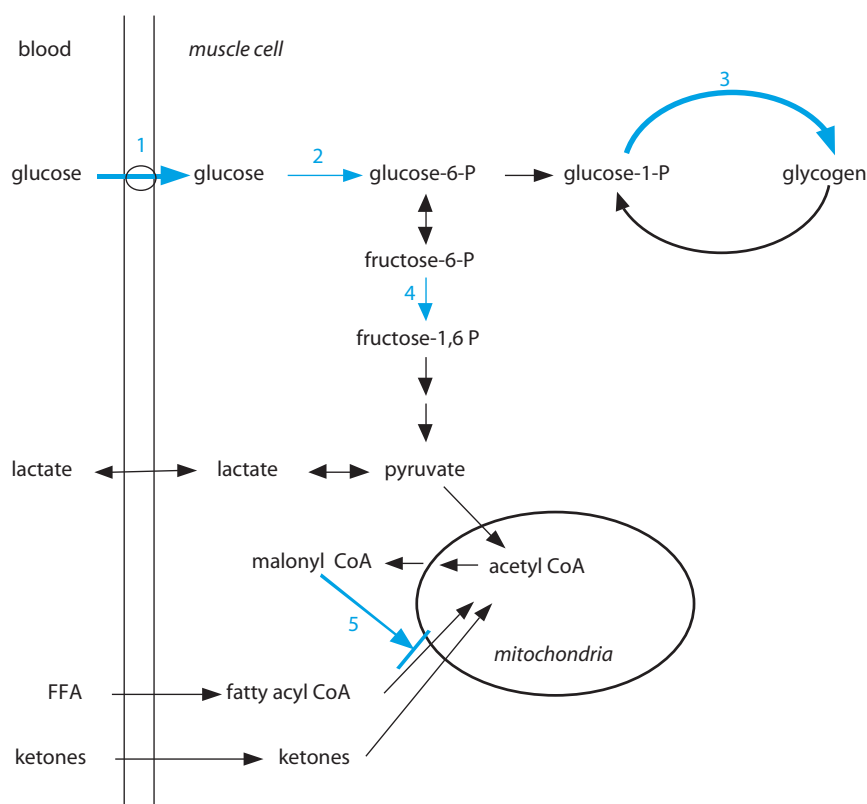 blood
muscle cell
3
1
2
glucose
glucose
glucose-6-P
glucose-1-P
glycogen
fructose-6-P
4
fructose-1,6 P
lactate
lactate
pyruvate
malonyl CoA
acetyl CoA
5
mitochondria
FFA
fatty acyl CoA
ketones
ketones